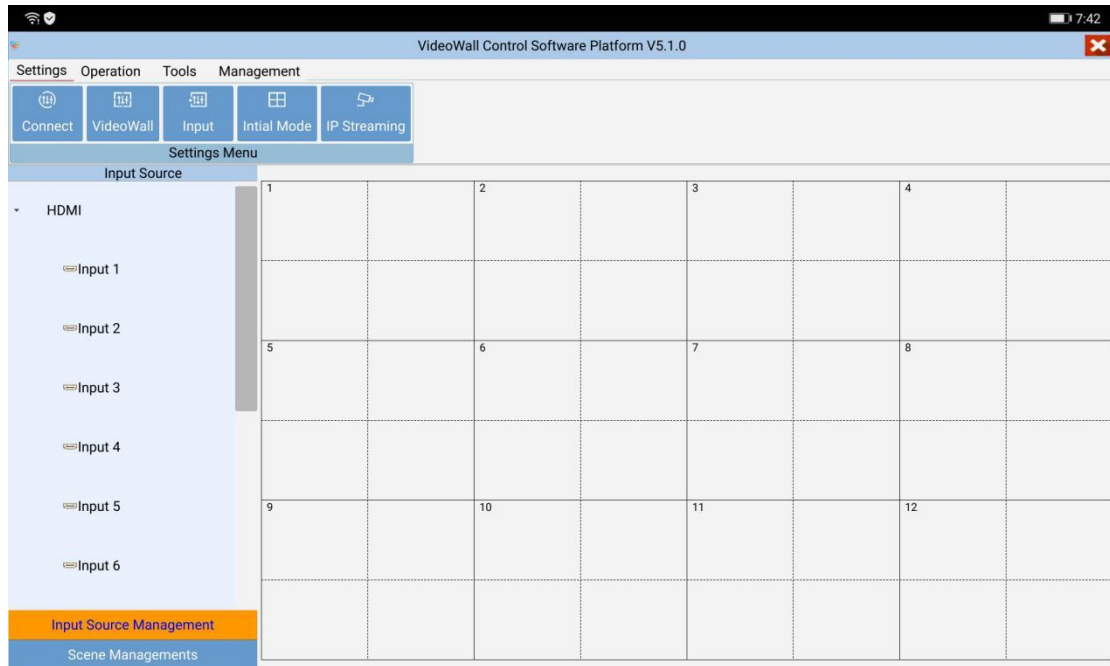 7:42
VideoWall Control Software Platform V5.1.0
Settings Operation Tools Management
Connect VideoWall Input Intial Mode IP Streaming
Settings Menu
Input Source
HDMI
Input 1
Input 2
Input 3
Input 4
Input 5
Input 6
Input Source Management
Scene Managements
1 2 3 4
5 6 7 8
9 10 11 12